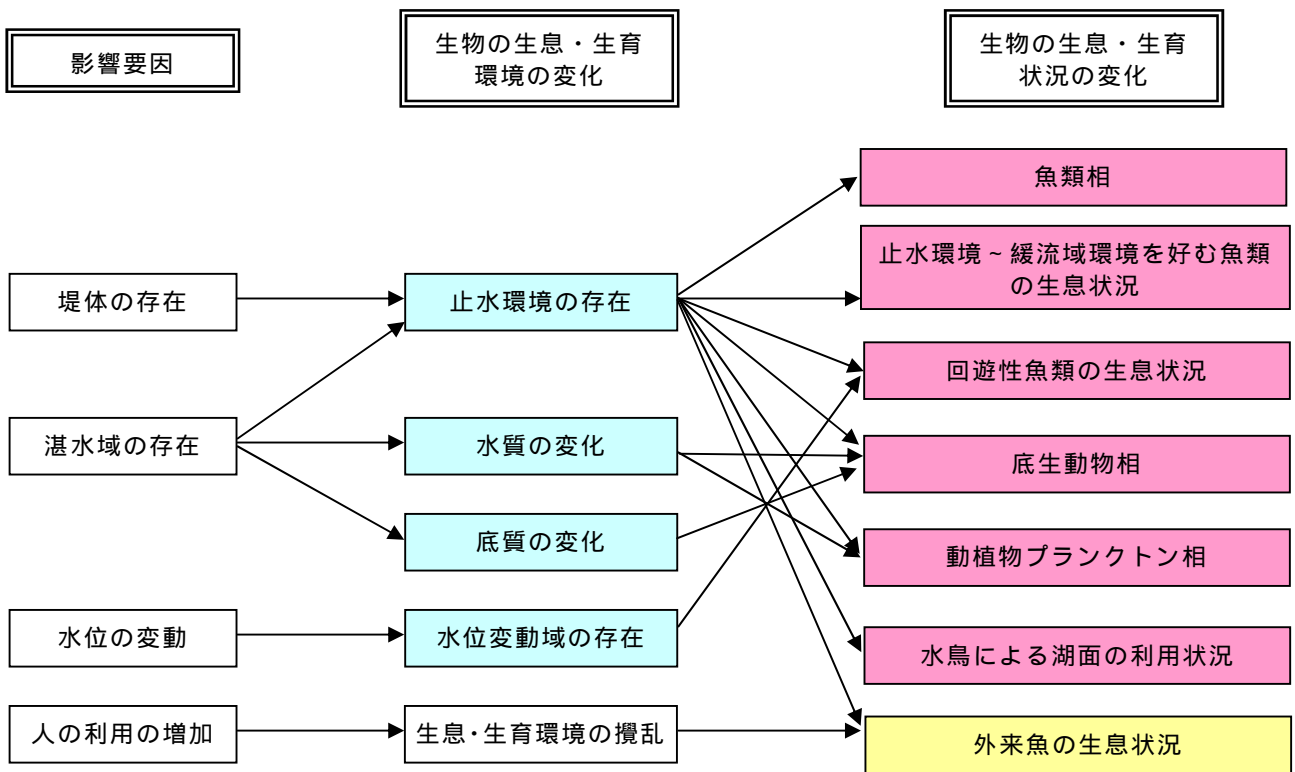 影響要因
生物の生息・生育
環境の変化
生物の生息・生育
状況の変化
堤体の存在
湛水域の存在
水位の変動
人の利用の増加
止水環境の存在
水質の変化
底質の変化
水位変動域の存在
生息・生育環境の攪乱
魚類相
止水環境~緩流域環境を好む魚類
の生息状況
回遊性魚類の生息状況
底生動物相
動植物プランクトン相
水鳥による湖面の利用状況
外来魚の生息状況